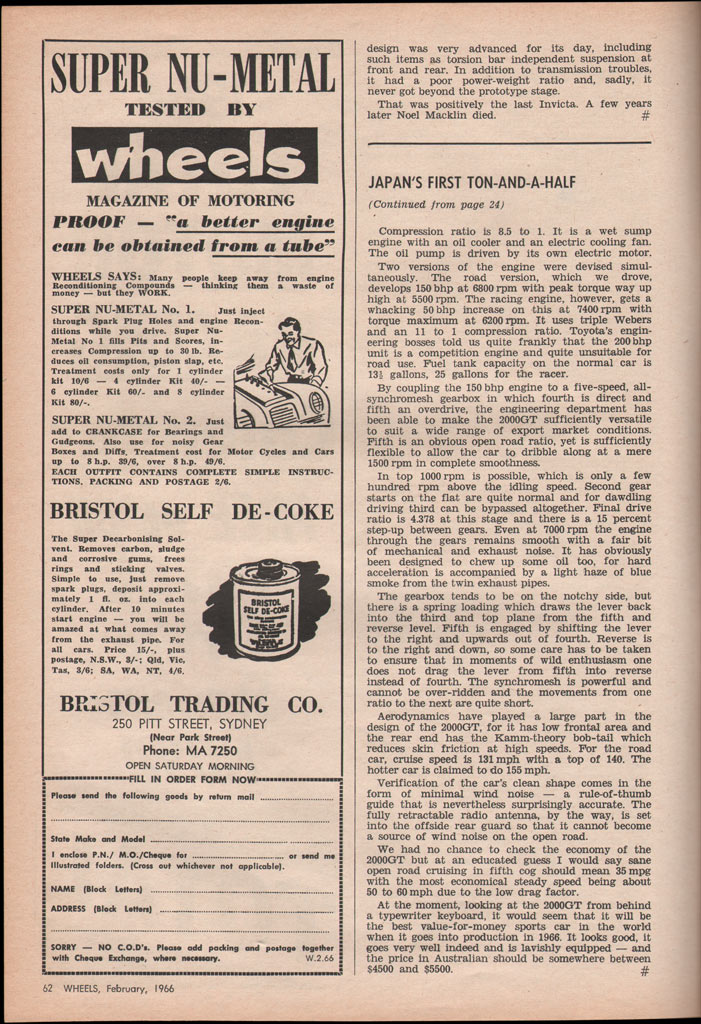 SUPER NU-METAL
TESTED BY
wheels
MAGAZINE OF MOTORING
PROOF — "a better engine
can be obtained from a tube"
WHEELS SAYS: Many people keep away from engine
Reconditioning Compounds — thinking them a waste of
money — but they WORK.
SUPER NU-METAL No. 1. Just inject
through Spark Plug Holes and engine Recon-
ditions while you drive. Super Nu-
Metal No 1 fills Pits and Scores, in-
creases Compression up to 30 lb. Re-
duces oil consumption, piston slap, etc.
Treatment costs only for 1 cylinder
kit 10/6 — 4 cylinder Kit 40/- —
6 cylinder Kit 60/- and 8 cylinder
Kit 80/-.
SUPER NU-METAL No. 2. Just
add to CRANKCASE for Bearings and
Gudgeons. Also use for noisy Gear
Boxes and Diffs. Treatment cost for Motor Cycles and Cars
up to 8 h.p. 39/6, over 8 h.p. 49/6.
EACH OUTFIT CONTAINS COMPLETE SIMPLE INSTRUC-
TIONS. PACKING AND POSTAGE 2/6.
BRISTOL SELF DE-COKE
The Super Decarbonising Sol-
vent. Removes carbon, sludge
and corrosive gums, frees
rings and sticking valves.
Simple to use, just remove
spark plugs, deposit approxi-
mately 1 fl. oz. into each
cylinder. After 10 minutes
start engine — you will be
amazed at what comes away
from the exhaust pipe. For
all cars. Price 15/-, plus
postage, N.S.W., 3/-; Qld, Vic,
Tas, 3/6; SA, WA, NT, 4/6.
BRISTOL
SELF DE-COKE
BRISTOL TRADING CO.
250 PITT STREET, SYDNEY
(Near Park Street)
Phone: MA 7250
OPEN SATURDAY MORNING
FILL IN ORDER FORM NOW
Please send the following goods by return mail
State Make and Model
I enclose P.N./ M.O./Cheque for or send me
Illustrated folders. (Cross out whichever not applicable).
NAME (Block Letters)
ADDRESS (Block Letters)
SORRY — NO C.O.D's. Please add packing and postage together
with Cheque Exchange, where necessary. W.2.66
62 WHEELS, February, 1966
design was very advanced for its day, including
such items as torsion bar independent suspension at
front and rear. In addition to transmission troubles,
it had a poor power-weight ratio and, sadly, it
never got beyond the prototype stage.
That was positively the last Invicta. A few years
later Noel Macklin died. #
JAPAN'S FIRST TON-AND-A-HALF
(Continued from page 24)
Compression ratio is 8.5 to 1. It is a wet sump
engine with an oil cooler and an electric cooling fan.
The oil pump is driven by its own electric motor.
Two versions of the engine were devised simul-
taneously. The road version, which we drove,
develops 150 bhp at 6800 rpm with peak torque way up
high at 5500 rpm. The racing engine, however, gets a
whacking 50 bhp increase on this at 7400 rpm with
torque maximum at 6200 rpm. It uses triple Webers
and an 11 to 1 compression ratio. Toyota's engin-
eering bosses told us quite frankly that the 200 bhp
unit is a competition engine and quite unsuitable for
road use. Fuel tank capacity on the normal car is
13½ gallons, 25 gallons for the racer.
By coupling the 150 bhp engine to a five-speed, all-
synchromesh gearbox in which fourth is direct and
fifth an overdrive, the engineering department has
been able to make the 2000GT sufficiently versatile
to suit a wide range of export market conditions.
Fifth is an obvious open road ratio, yet is sufficiently
flexible to allow the car to dribble along at a mere
1500 rpm in complete smoothness.
In top 1000 rpm is possible, which is only a few
hundred rpm above the idling speed. Second gear
starts on the flat are quite normal and for dawdling
driving third can be bypassed altogether. Final drive
ratio is 4.378 at this stage and there is a 15 percent
step-up between gears. Even at 7000 rpm the engine
through the gears remains smooth with a fair bit
of mechanical and exhaust noise. It has obviously
been designed to chew up some oil too, for hard
acceleration is accompanied by a light haze of blue
smoke from the twin exhaust pipes.
The gearbox tends to be on the notchy side, but
there is a spring loading which draws the lever back
into the third and top plane from the fifth and
reverse level. Fifth is engaged by shifting the lever
to the right and upwards out of fourth. Reverse is
to the right and down, so some care has to be taken
to ensure that in moments of wild enthusiasm one
does not drag the lever from fifth into reverse
instead of fourth. The synchromesh is powerful and
cannot be over-ridden and the movements from one
ratio to the next are quite short.
Aerodynamics have played a large part in the
design of the 2000GT, for it has low frontal area and
the rear end has the Kamm-theory bob-tail which
reduces skin friction at high speeds. For the road
car, cruise speed is 131 mph with a top of 140. The
hotter car is claimed to do 155 mph.
Verification of the car's clean shape comes in the
form of minimal wind noise — a rule-of-thumb
guide that is nevertheless surprisingly accurate. The
fully retractable radio antenna, by the way, is set
into the offside rear guard so that it cannot become
a source of wind noise on the open road.
We had no chance to check the economy of the
2000GT but at an educated guess I would say sane
open road cruising in fifth cog should mean 35 mpg
with the most economical steady speed being about
50 to 60 mph due to the low drag factor.
At the moment, looking at the 2000GT from behind
a typewriter keyboard, it would seem that it will be
the best value-for-money sports car in the world
when it goes into production in 1966. It looks good, it
goes very well indeed and is lavishly equipped — and
the price in Australian should be somewhere between
$4500 and $5500. #